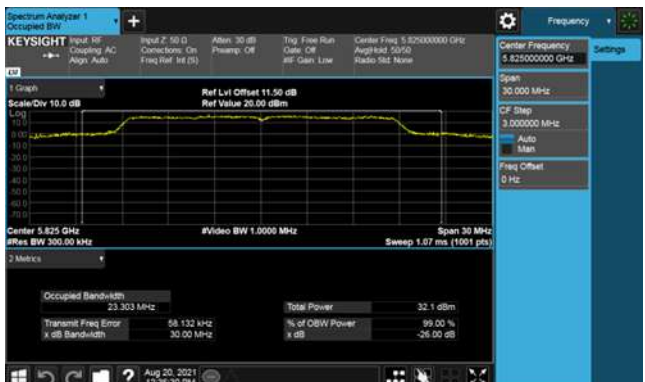 Spectrum Analyzer 1
Occupied BW
Frequency
KEYSIGHT Input: RF
Coupling: AC
Align: Auto
Input Z: 50 Ω
Corrections: On
Freq Ref: Int (S)
Atten: 30 dB
Preamp: Off
Trig: Free Run
Gate: Off
#IF Gain: Low
Center Freq: 5.825000000 GHz
Avg|Hold: 50/50
Radio Std: None
Center Frequency
5.825000000 GHz
Settings
Span
30.000 MHz
CF Step
3.000000 MHz
Auto
Man
Freq Offset
0 Hz
1 Graph
Scale/Div 10.0 dB
Ref Lvl Offset 11.50 dB
Ref Value 20.00 dBm
Log
10.0
0.00
-10.0
-20.0
-30.0
-40.0
-50.0
-60.0
-70.0
Center 5.825 GHz
#Video BW 1.0000 MHz
Span 30 MHz
#Res BW 300.00 kHz
Sweep 1.07 ms (1001 pts)
2 Metrics
Occupied Bandwidth
23.303 MHz
Total Power 32.1 dBm
Transmit Freq Error 58.132 kHz
% of OBW Power 99.00 %
x dB Bandwidth 30.00 MHz
x dB -26.00 dB
?
Aug 20, 2021